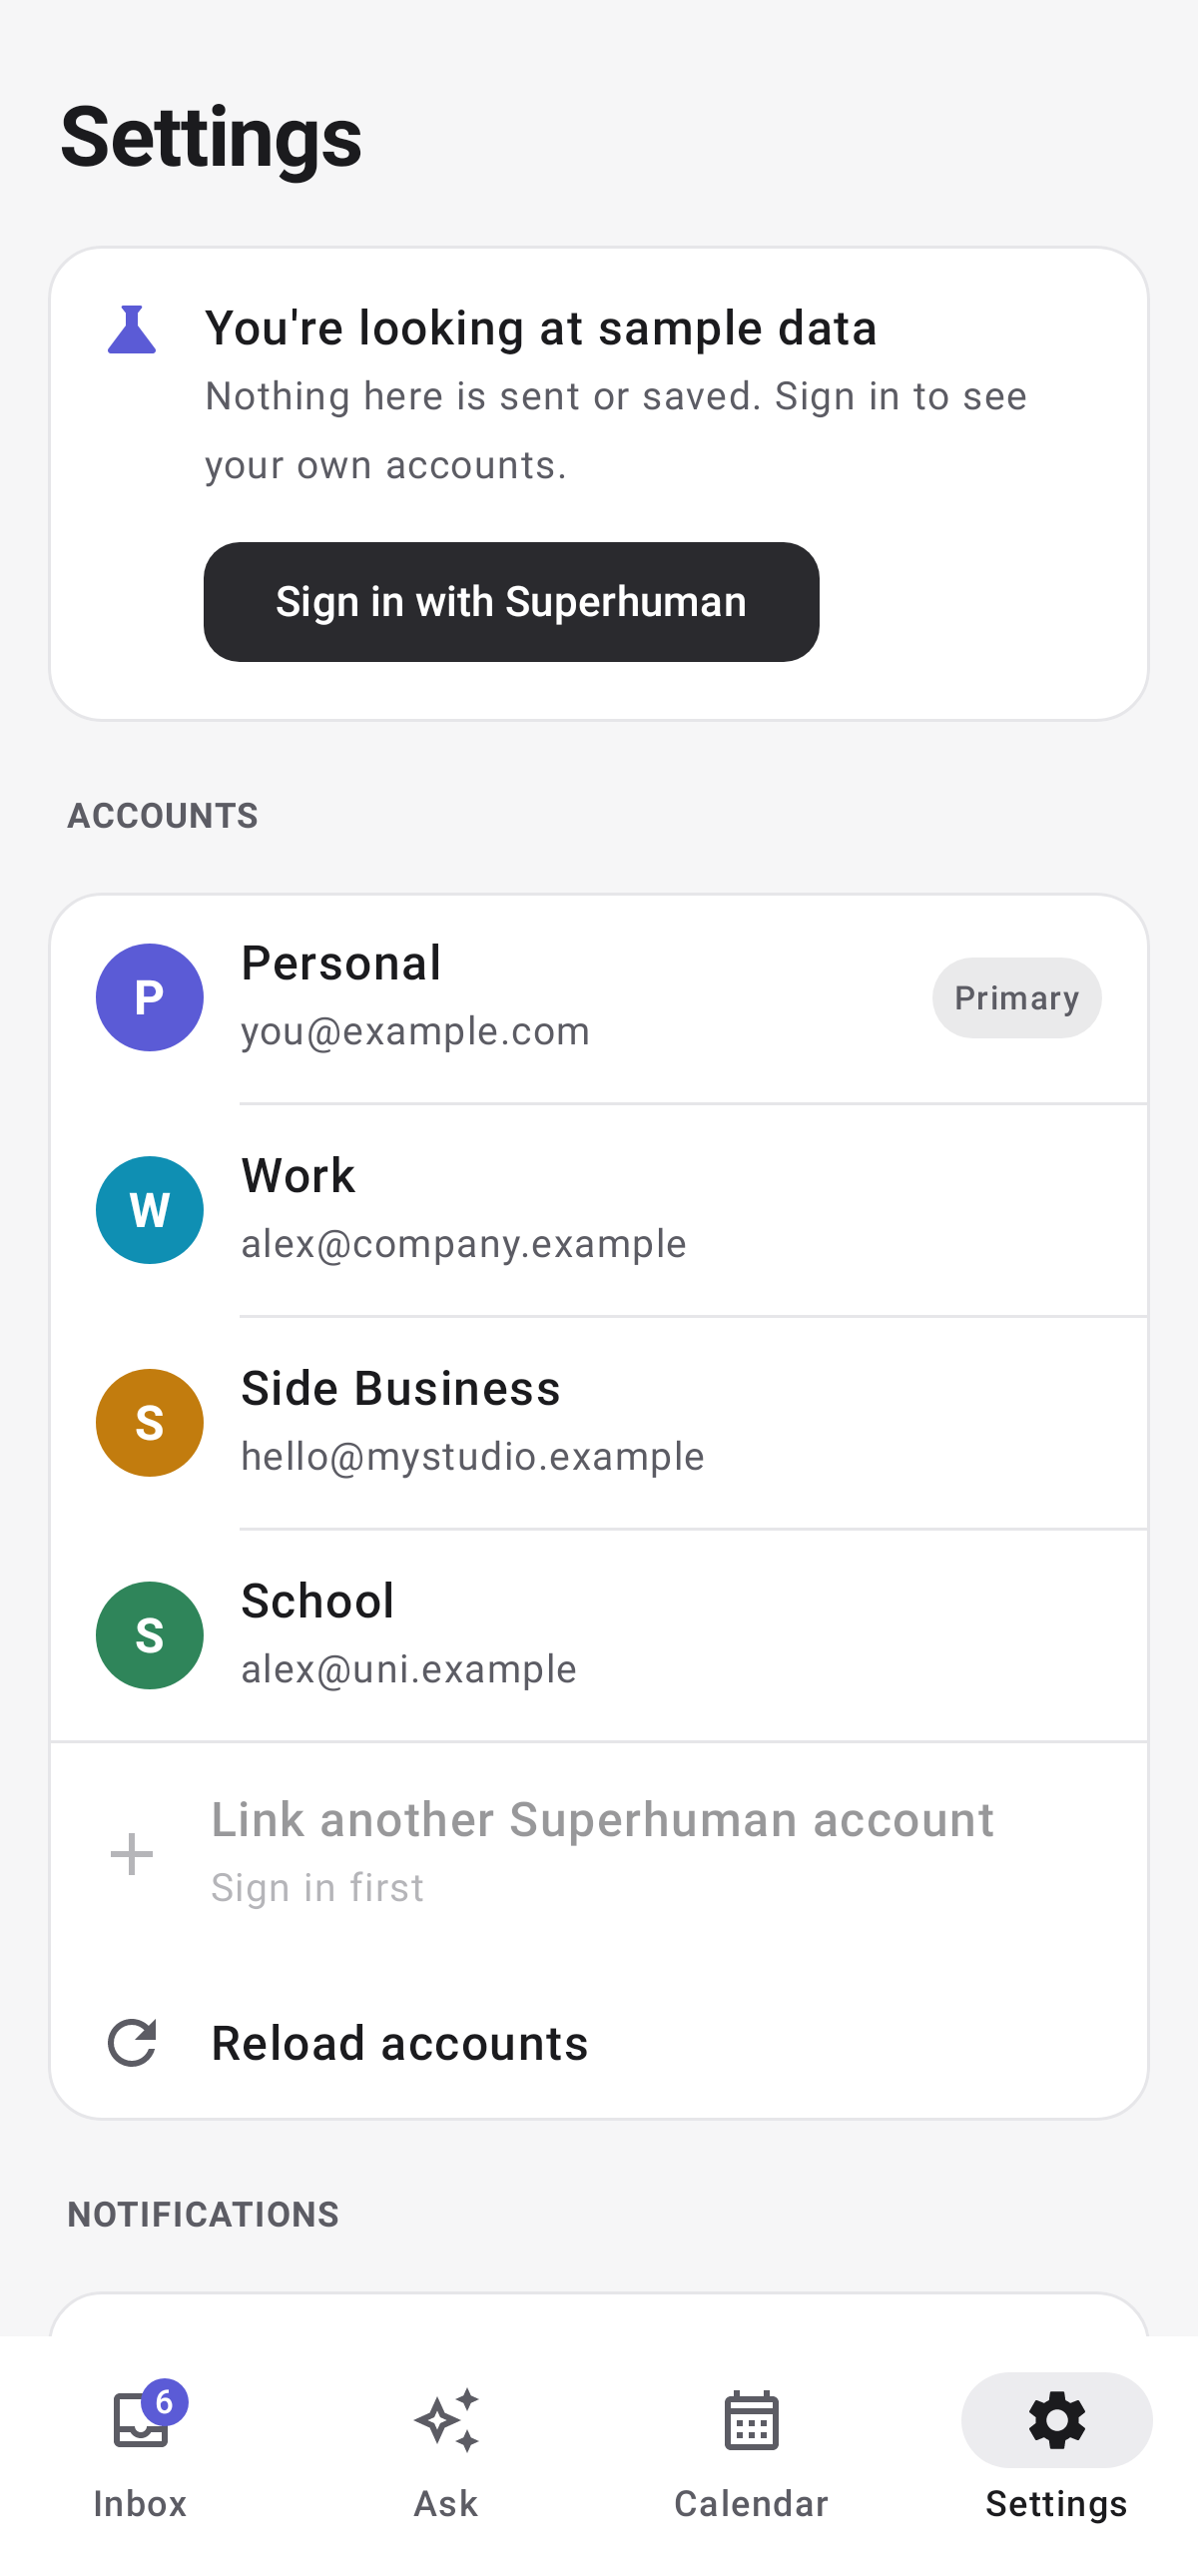 Settings
You're looking at sample data
Nothing here is sent or saved. Sign in to see
your own accounts.
Sign in with Superhuman
ACCOUNTS
P
Personal
you@example.com
Primary
W
Work
alex@company.example
S
Side Business
hello@mystudio.example
S
School
alex@uni.example
Link another Superhuman account
Sign in first
Reload accounts
NOTIFICATIONS
6
Inbox
Ask
Calendar
Settings